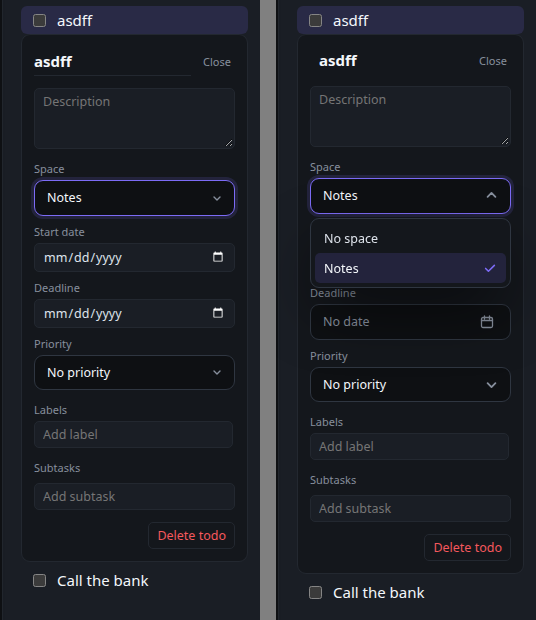 asdff
asdff
Close
Description
Space
Notes
Start date
mm/dd/yyyy
Deadline
mm/dd/yyyy
Priority
No priority
Labels
Add label
Subtasks
Add subtask
Delete todo
Call the bank
asdff
asdff
Close
Description
Space
Notes
No space
Notes
Deadline
No date
Priority
No priority
Labels
Add label
Subtasks
Add subtask
Delete todo
Call the bank